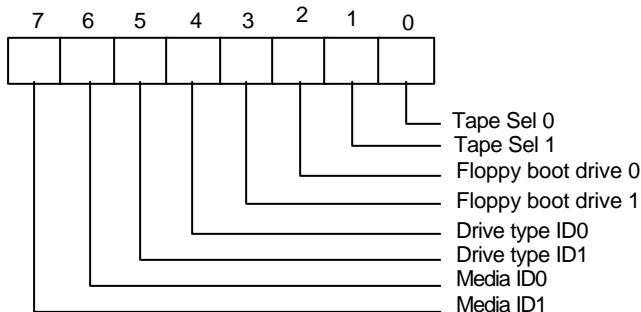 7 6 5 4 3 2 1 0
Tape Sel 0
Tape Sel 1
Floppy boot drive 0
Floppy boot drive 1
Drive type ID0
Drive type ID1
Media ID0
Media ID1